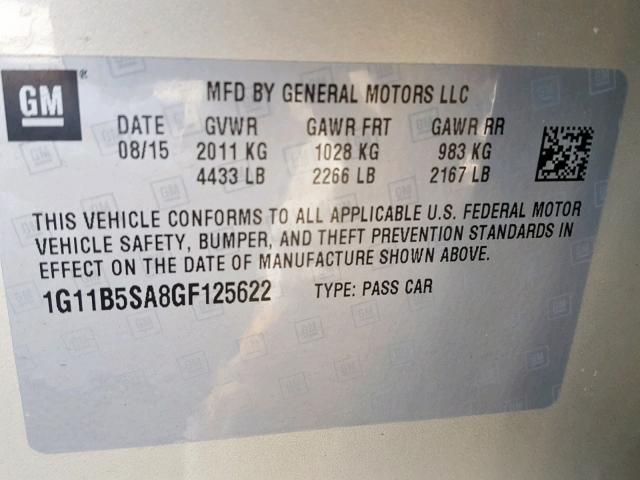 GM ® MFD BY GENERAL MOTORS LLC
DATE GVWR GAWR FRT GAWR RR
08/15 2011 KG 1028 KG 983 KG
4433 LB 2266 LB 2167 LB
THIS VEHICLE CONFORMS TO ALL APPLICABLE U.S. FEDERAL MOTOR
VEHICLE SAFETY, BUMPER, AND THEFT PREVENTION STANDARDS IN
EFFECT ON THE DATE OF MANUFACTURE SHOWN ABOVE.
1G11B5SA8GF125622 TYPE: PASS CAR